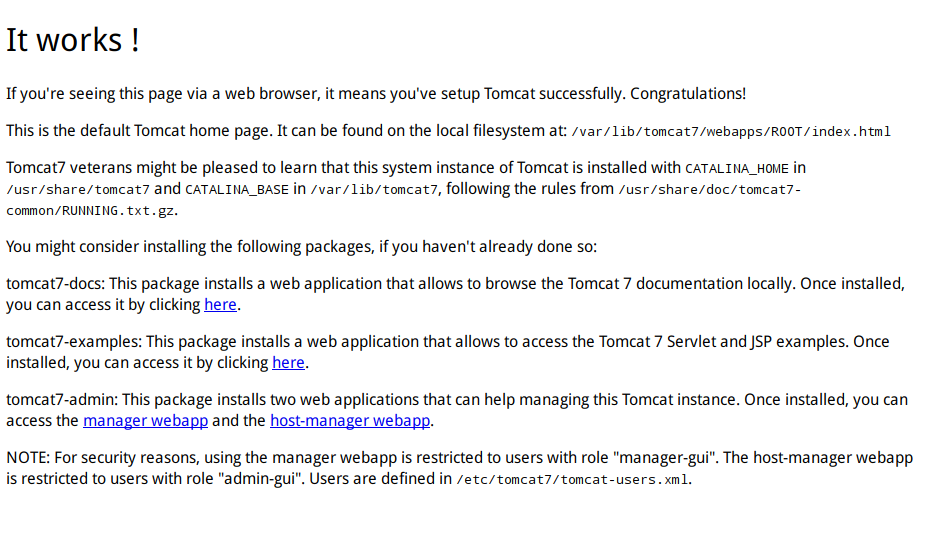 It works !
If you're seeing this page via a web browser, it means you've setup Tomcat successfully. Congratulations!
This is the default Tomcat home page. It can be found on the local filesystem at: /var/lib/tomcat7/webapps/ROOT/index.html
Tomcat7 veterans might be pleased to learn that this system instance of Tomcat is installed with CATALINA_HOME in
/usr/share/tomcat7 and CATALINA_BASE in /var/lib/tomcat7, following the rules from /usr/share/doc/tomcat7-
common/RUNNING.txt.gz.
You might consider installing the following packages, if you haven't already done so:
tomcat7-docs: This package installs a web application that allows to browse the Tomcat 7 documentation locally. Once installed,
you can access it by clicking here.
tomcat7-examples: This package installs a web application that allows to access the Tomcat 7 Servlet and JSP examples. Once
installed, you can access it by clicking here.
tomcat7-admin: This package installs two web applications that can help managing this Tomcat instance. Once installed, you can
access the manager webapp and the host-manager webapp.
NOTE: For security reasons, using the manager webapp is restricted to users with role "manager-gui". The host-manager webapp
is restricted to users with role "admin-gui". Users are defined in /etc/tomcat7/tomcat-users.xml.